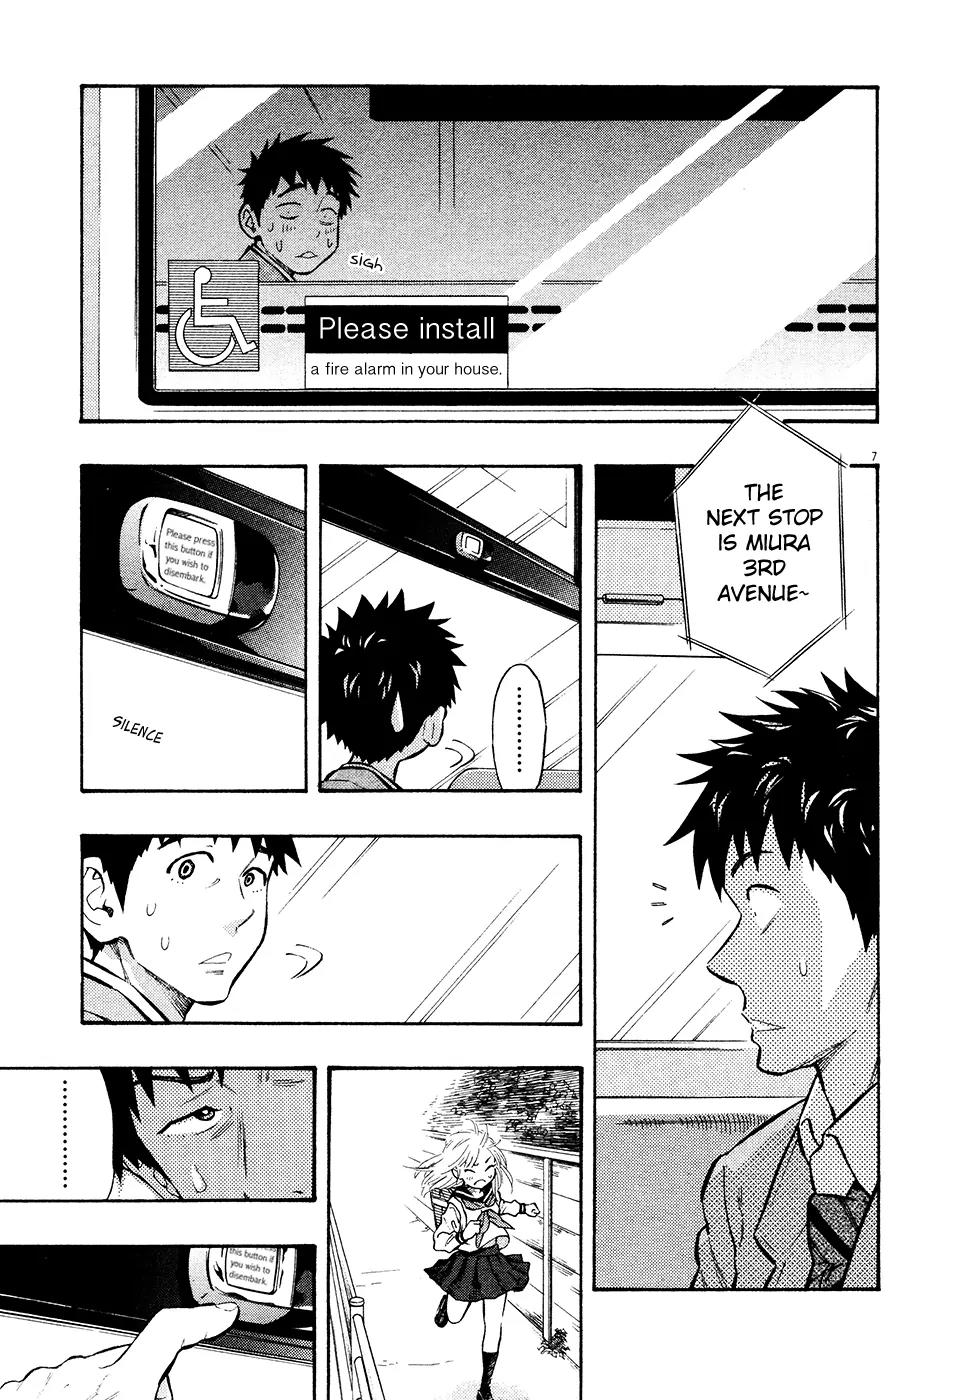 sigh
Please install
a fire alarm in your house.
7
THE
NEXT STOP
IS MIURA
3RD
AVENUE~
.........
Please press
this button if
you wish to
disembark.
SILENCE
.........
this button if
you wish to
disembark.